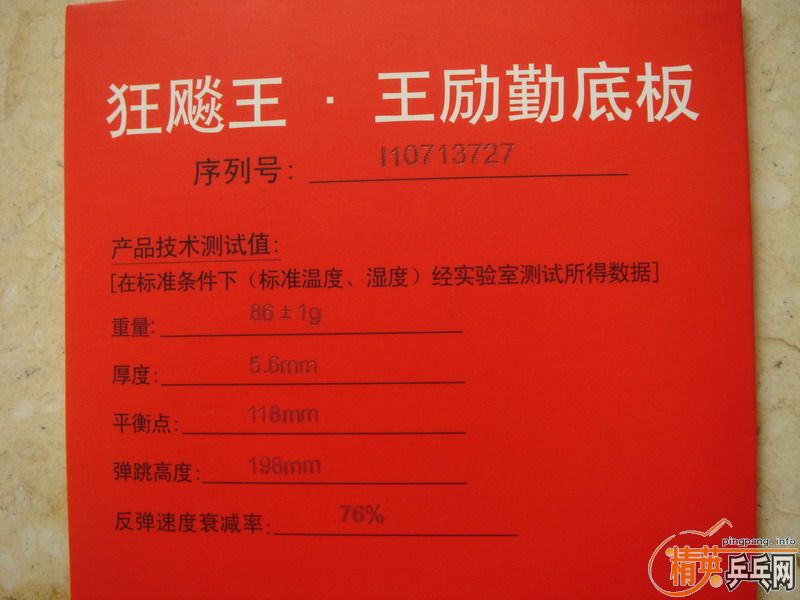 狂飚王 · 王励勤底板
序列号: I10713727
产品技术测试值:
[在标准条件下（标准温度、湿度）经实验室测试所得数据]
重量: 86±1g
厚度: 5.6mm
平衡点: 118mm
弹跳高度: 198mm
反弹速度衰减率: 76%
pingpang.info
精英乒乓网